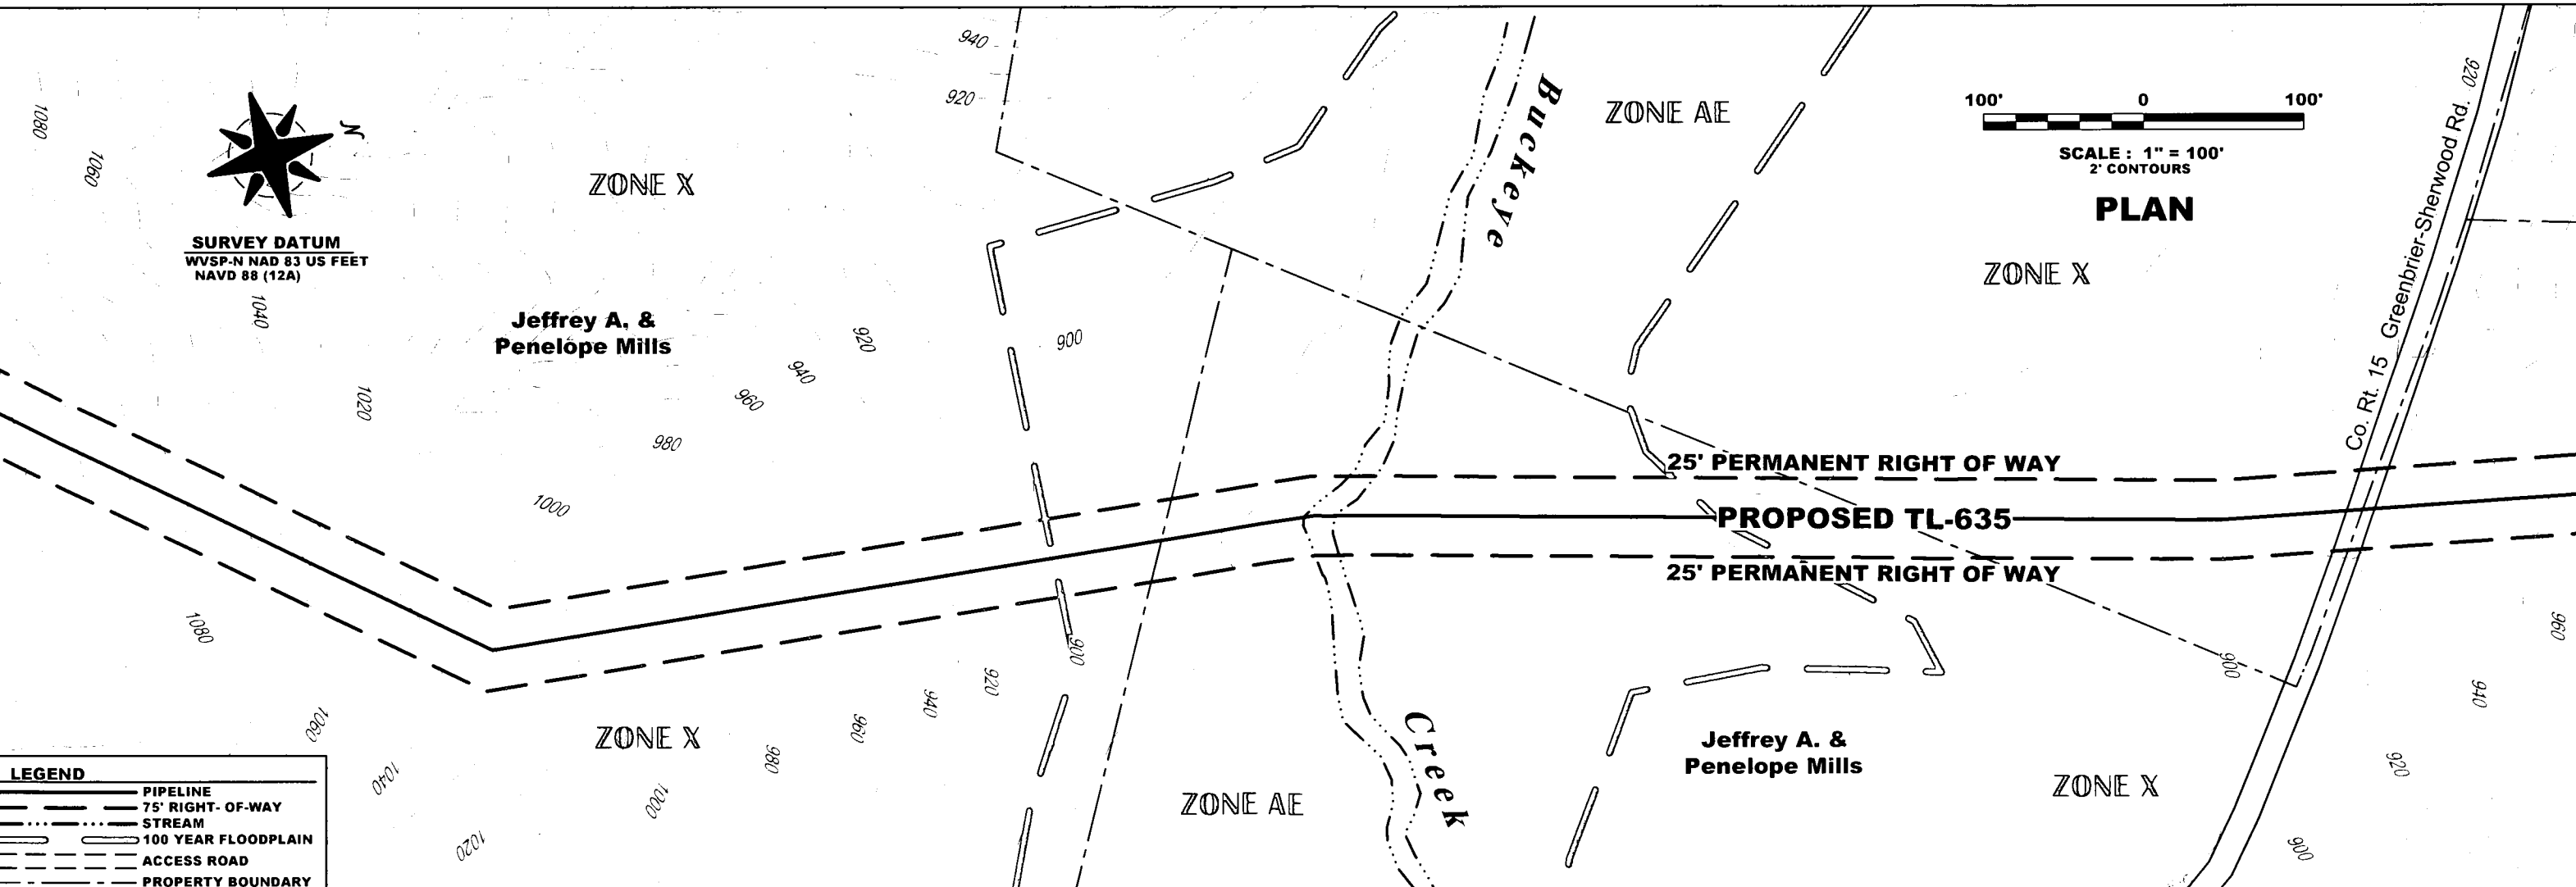 940
920
1080
1060
N
ZONE X
SURVEY DATUM
WVSP-N NAD 83 US FEET
NAVD 88 (12A)
1040
Jeffrey A. &
Penelope Mills
1020
920
940
960
980
1000
900
Buckeye
ZONE AE
100'
0
100'
SCALE : 1" = 100'
2' CONTOURS
PLAN
ZONE X
920
Co. Rt. 15 Greenbrier-Sherwood Rd.
25' PERMANENT RIGHT OF WAY
PROPOSED TL-635
25' PERMANENT RIGHT OF WAY
1080
1060
1040
1020
1000
980
960
940
920
900
ZONE X
ZONE AE
Creek
Jeffrey A. &
Penelope Mills
ZONE X
900
960
940
920
900
LEGEND
PIPELINE
75' RIGHT- OF-WAY
STREAM
100 YEAR FLOODPLAIN
ACCESS ROAD
PROPERTY BOUNDARY